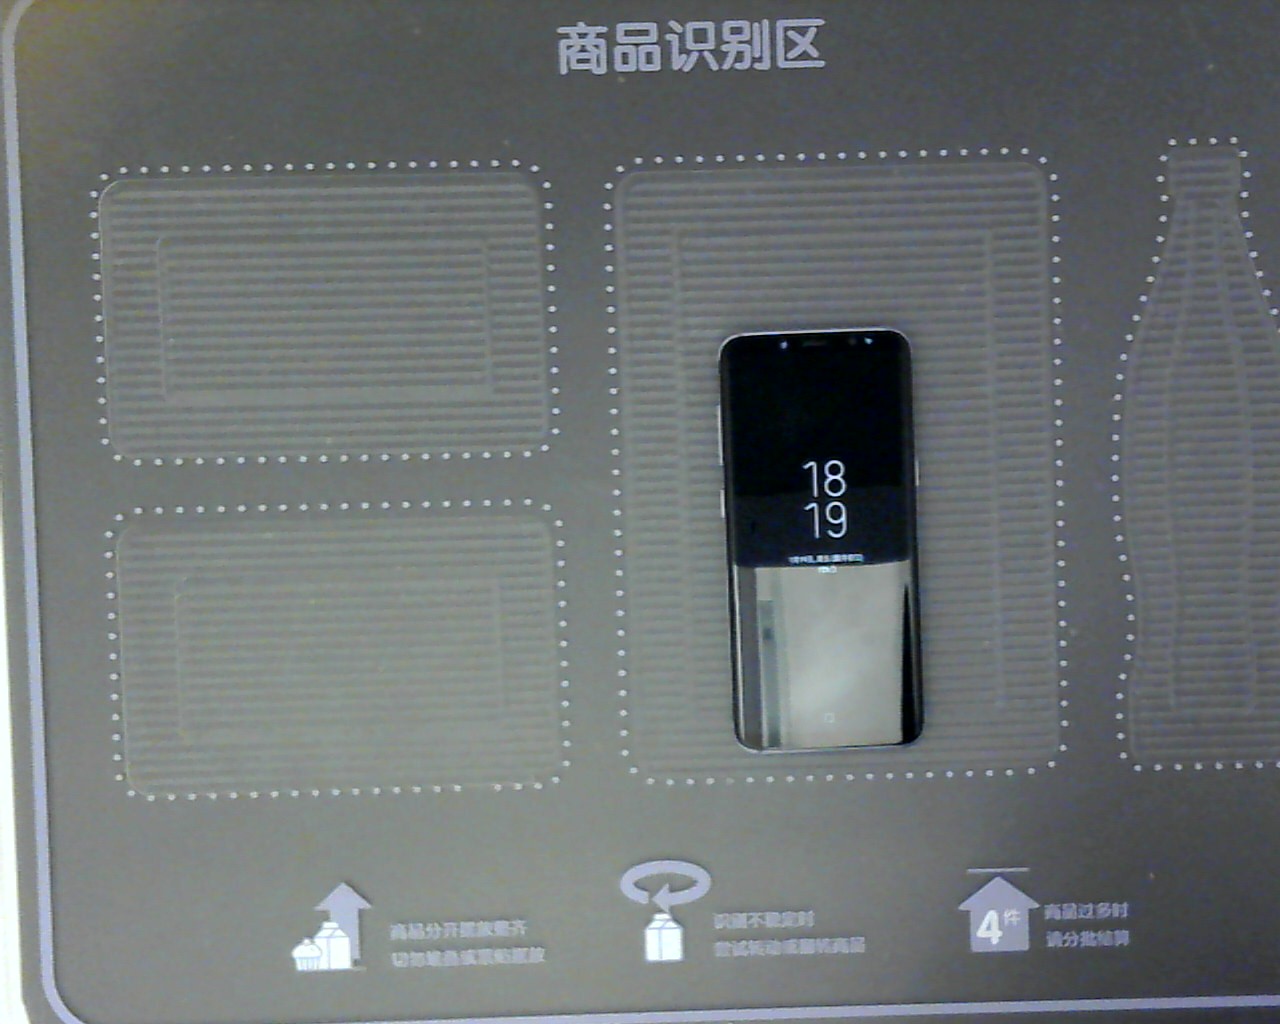 商品识别区
18
19
商品分开摆放整齐
切勿重叠或紧贴摆放
识别不稳定时
尝试转动或翻转商品
4件
商品过多时
请分批结算